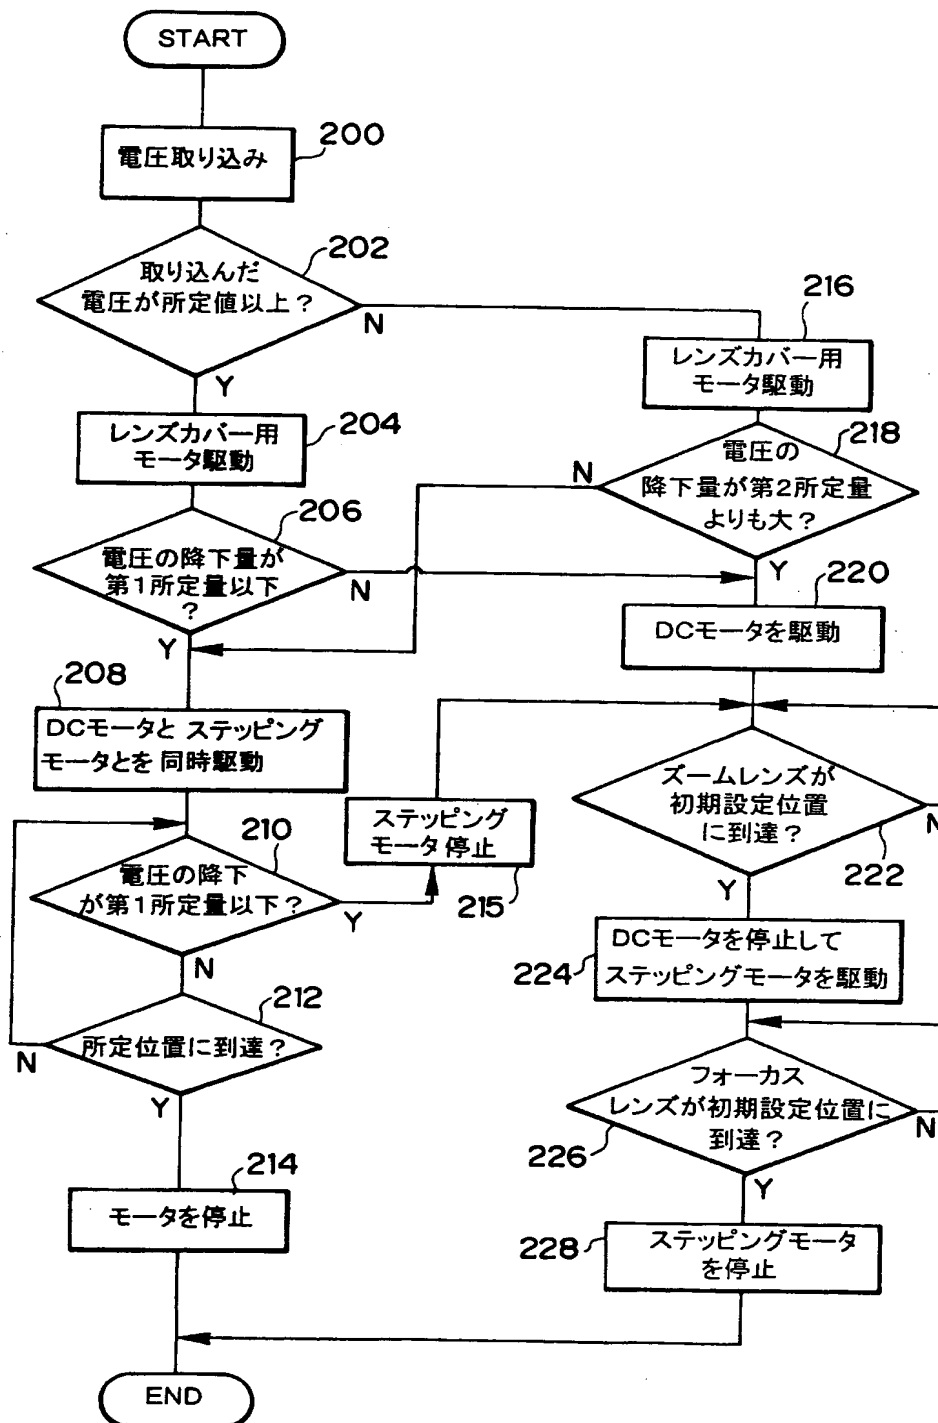 START
200
電圧取り込み
202
取り込んだ
電圧が所定値以上?
N
Y
204
レンズカバー用
モータ駆動
206
電圧の降下量が
第1所定量以下
?
N
Y
208
DCモータと ステッピング
モータとを 同時駆動
210
電圧の降下
が第1所定量以下?
Y
N
215
ステッピング
モータ 停止
212
所定位置に到達?
N
Y
214
モータを停止
216
レンズカバー用
モータ駆動
218
電圧の
降下量が第2所定量
よりも大?
N
Y
220
DCモータを駆動
ズームレンズが
初期設定位置
に到達?
N
222
Y
224
DCモータを停止して
ステッピングモータを駆動
フォーカス
レンズが初期設定位置に
到達?
N
226
Y
228
ステッピングモータ
を停止
END